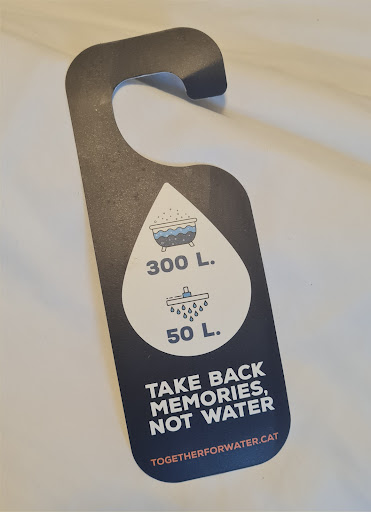 300 L.
50 L.
TAKE BACK
MEMORIES,
NOT WATER
TOGETHERFORWATER.CAT